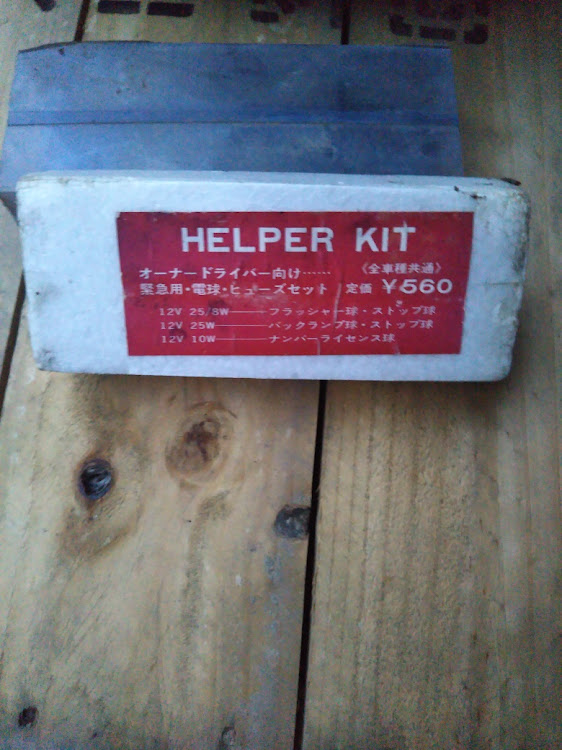 HELPER KIT
オーナードライバー向け…… 〈全車種共通〉
緊急用・電球・ヒューズセット 定価 ¥560
12V 25/8W──フラッシャー球・ストップ球
12V 25W──バックランプ球・ストップ球
12V 10W──ナンバーライセンス球